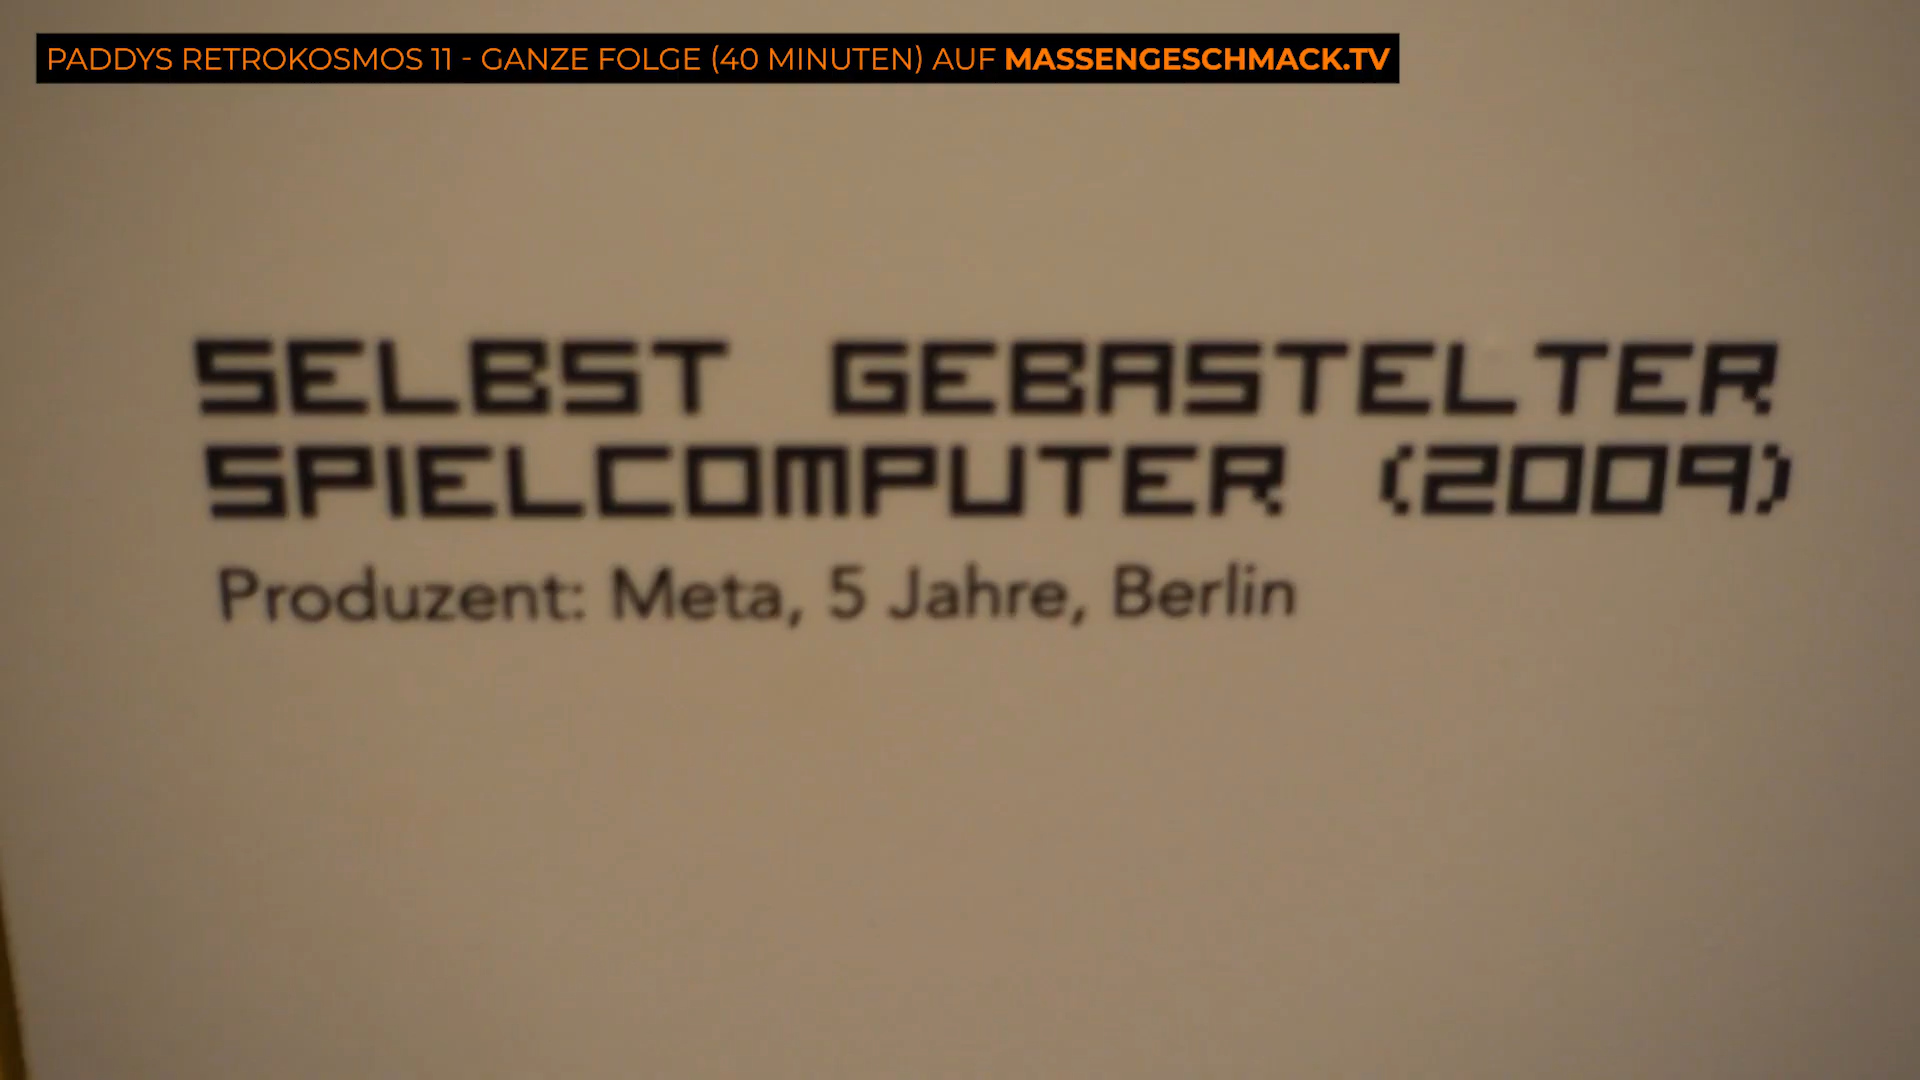 PADDYS RETROKOSMOS 11 - GANZE FOLGE (40 MINUTEN) AUF MASSENGESCHMACK.TV
SELBST GEBASTELTER
SPIELCOMPUTER (2009)
Produzent: Meta, 5 Jahre, Berlin